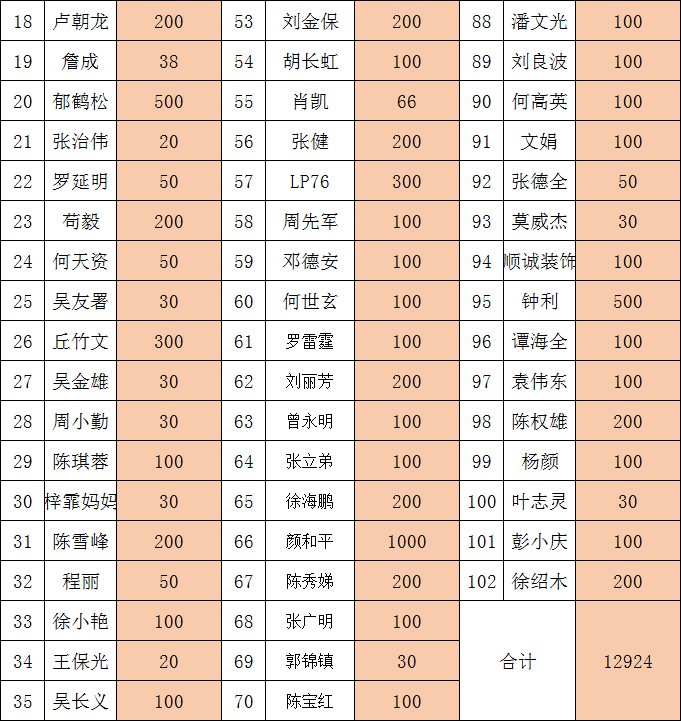 18 卢朝龙 200 53 刘金保 200 88 潘文光 100
19 詹成 38 54 胡长虹 100 89 刘良波 100
20 郁鹤松 500 55 肖凯 66 90 何高英 100
21 张治伟 20 56 张健 200 91 文娟 100
22 罗延明 50 57 LP76 300 92 张德全 50
23 苟毅 200 58 周先军 100 93 莫威杰 30
24 何天资 50 59 邓德安 100 94 顺诚装饰 100
25 吴友署 30 60 何世玄 100 95 钟利 500
26 丘竹文 300 61 罗雷霆 100 96 谭海全 100
27 吴金雄 30 62 刘丽芳 200 97 袁伟东 100
28 周小勤 30 63 曾永明 100 98 陈权雄 200
29 陈琪蓉 100 64 张立弟 100 99 杨颜 100
30 梓霏妈妈 30 65 徐海鹏 200 100 叶志灵 30
31 陈雪峰 200 66 颜和平 1000 101 彭小庆 100
32 程丽 50 67 陈秀娣 200 102 徐绍木 200
33 徐小艳 100 68 张广明 100
34 王保光 20 69 郭锦镇 30 合计 12924
35 吴长义 100 70 陈宝红 100